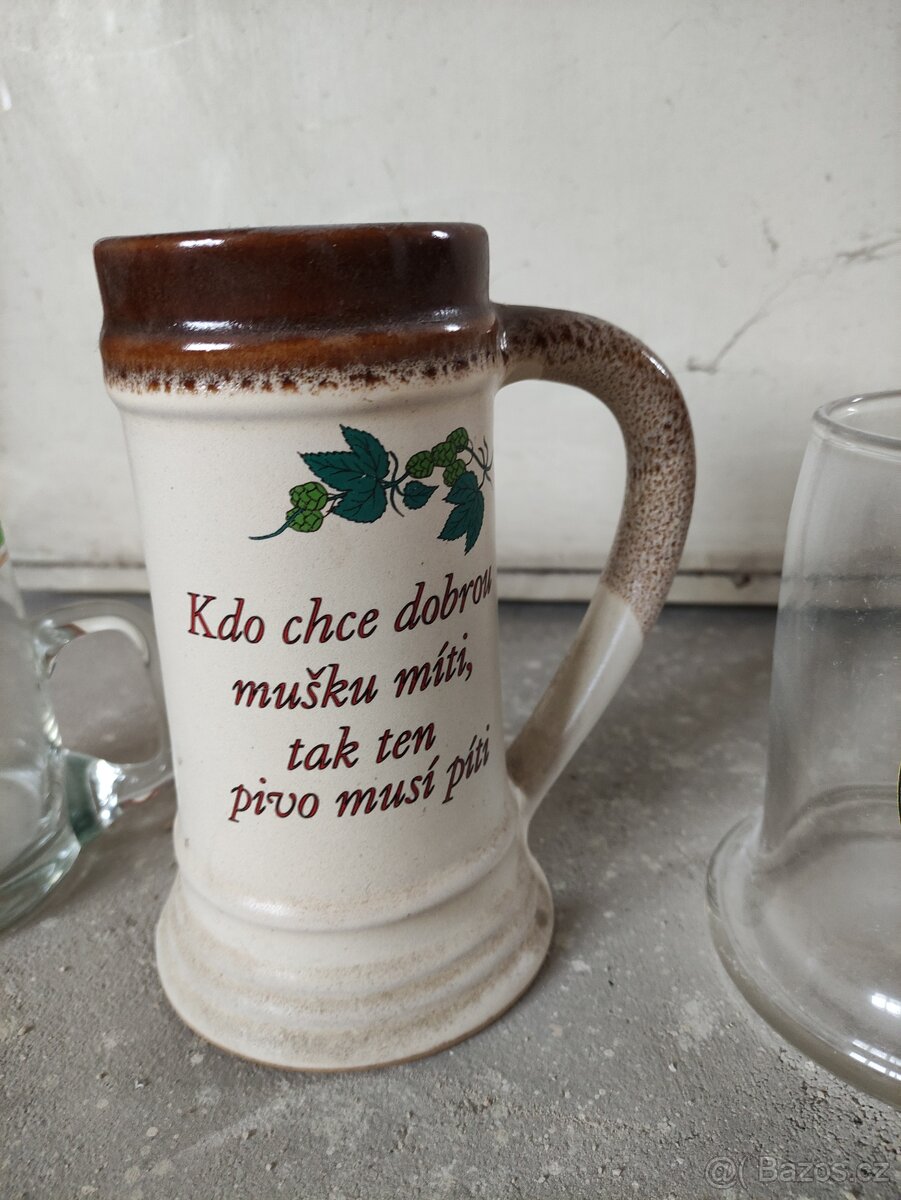 Kdo chce dobrou
mušku míti,
tak ten
pivo musí píti
@( Bazos.cz